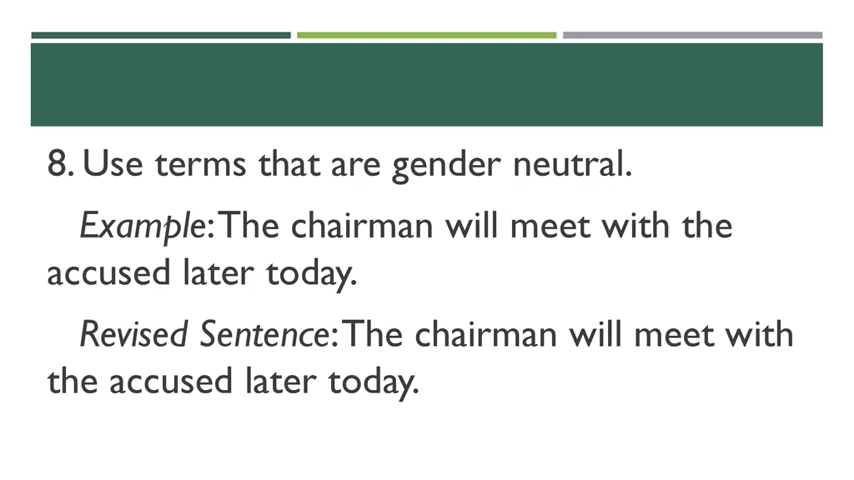 8. Use terms that are gender neutral.
Example: The chairman will meet with the
accused later today.
Revised Sentence: The chairman will meet with
the accused later today.